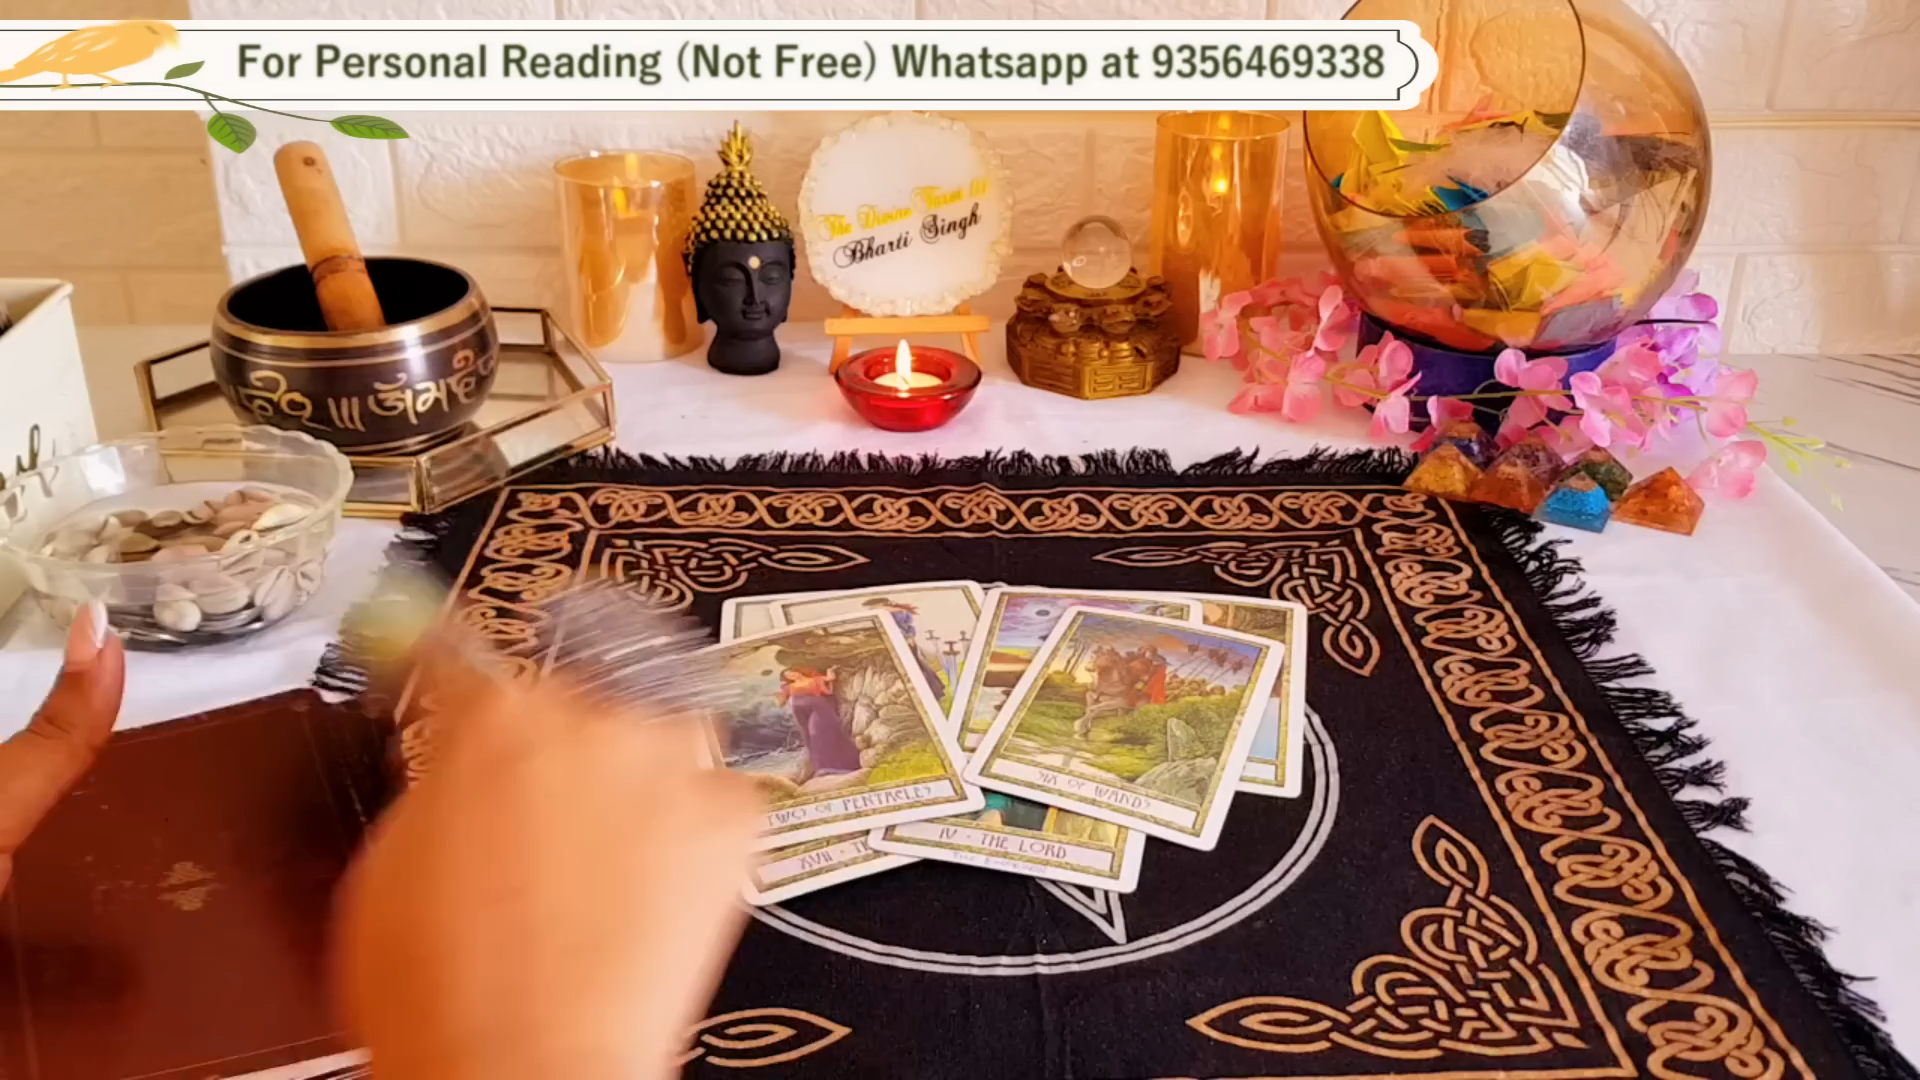 For Personal Reading (Not Free) Whatsapp at 9356469338
The Divine Tarot
Bharti Singh
TWO OF PENTACLES
SIX OF WANDS
XVII - 
IV - THE LORD